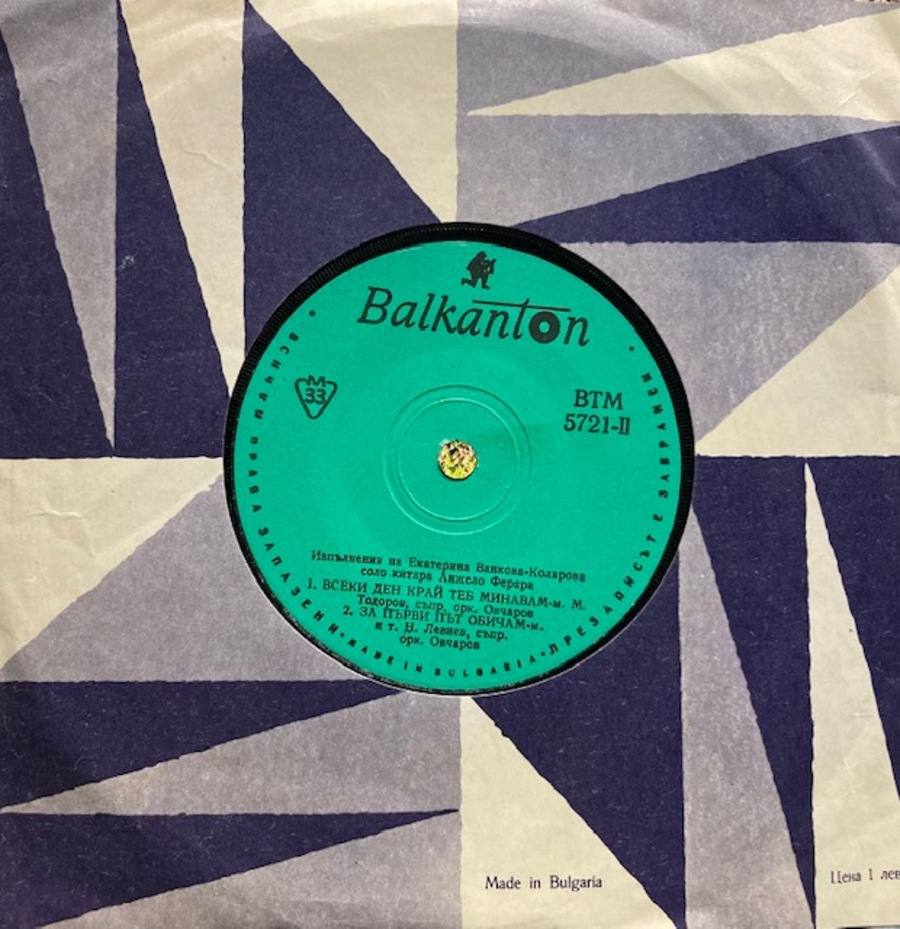 Balkanton
М
33
ВТМ
5721-II
Изпълнения на Екатерина Ванкова-Коларова
соло китара Анжело Ферара
1. ВСЕКИ ДЕН КРАЙ ТЕБ МИНАВАМ-м. М.
Тодоров, съпр. орк. Овчаров
2. ЗА ПЪРВИ ПЪТ ОБИЧАМ-м.
и т. Н. Левиев, съпр.
орк. Овчаров
• ВСИЧКИ ПРАВА ЗАПАЗЕНИ • MADE IN BULGARIA • ПРЕЗАПИСЪТ Е ЗАБРАНЕН •
Made in Bulgaria
Цена 1 лев